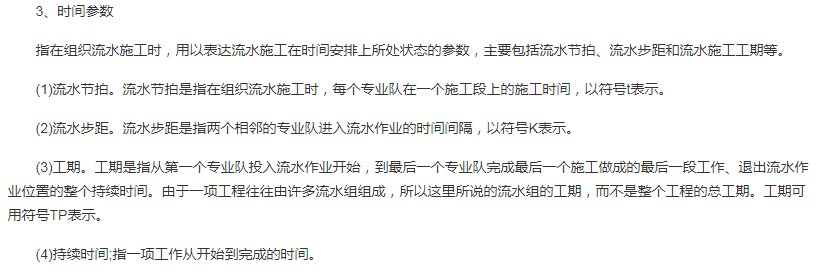 3、时间参数
指在组织流水施工时，用以表达流水施工在时间安排上所处状态的参数，主要包括流水节拍、流水步距和流水施工工期等。
(1)流水节拍。流水节拍是指在组织流水施工时，每个专业队在一个施工段上的施工时间，以符号t表示。
(2)流水步距。流水步距是指两个相邻的专业队进入流水作业的时间间隔，以符号K表示。
(3)工期。工期是指从第一个专业队投入流水作业开始，到最后一个专业队完成最后一个施工做成的最后一段工作、退出流水作
业位置的整个持续时间。由于一项工程往往由许多流水组组成，所以这里所说的流水组的工期，而不是整个工程的总工期。工期可
用符号TP表示。
(4)持续时间;指一项工作从开始到完成的时间。